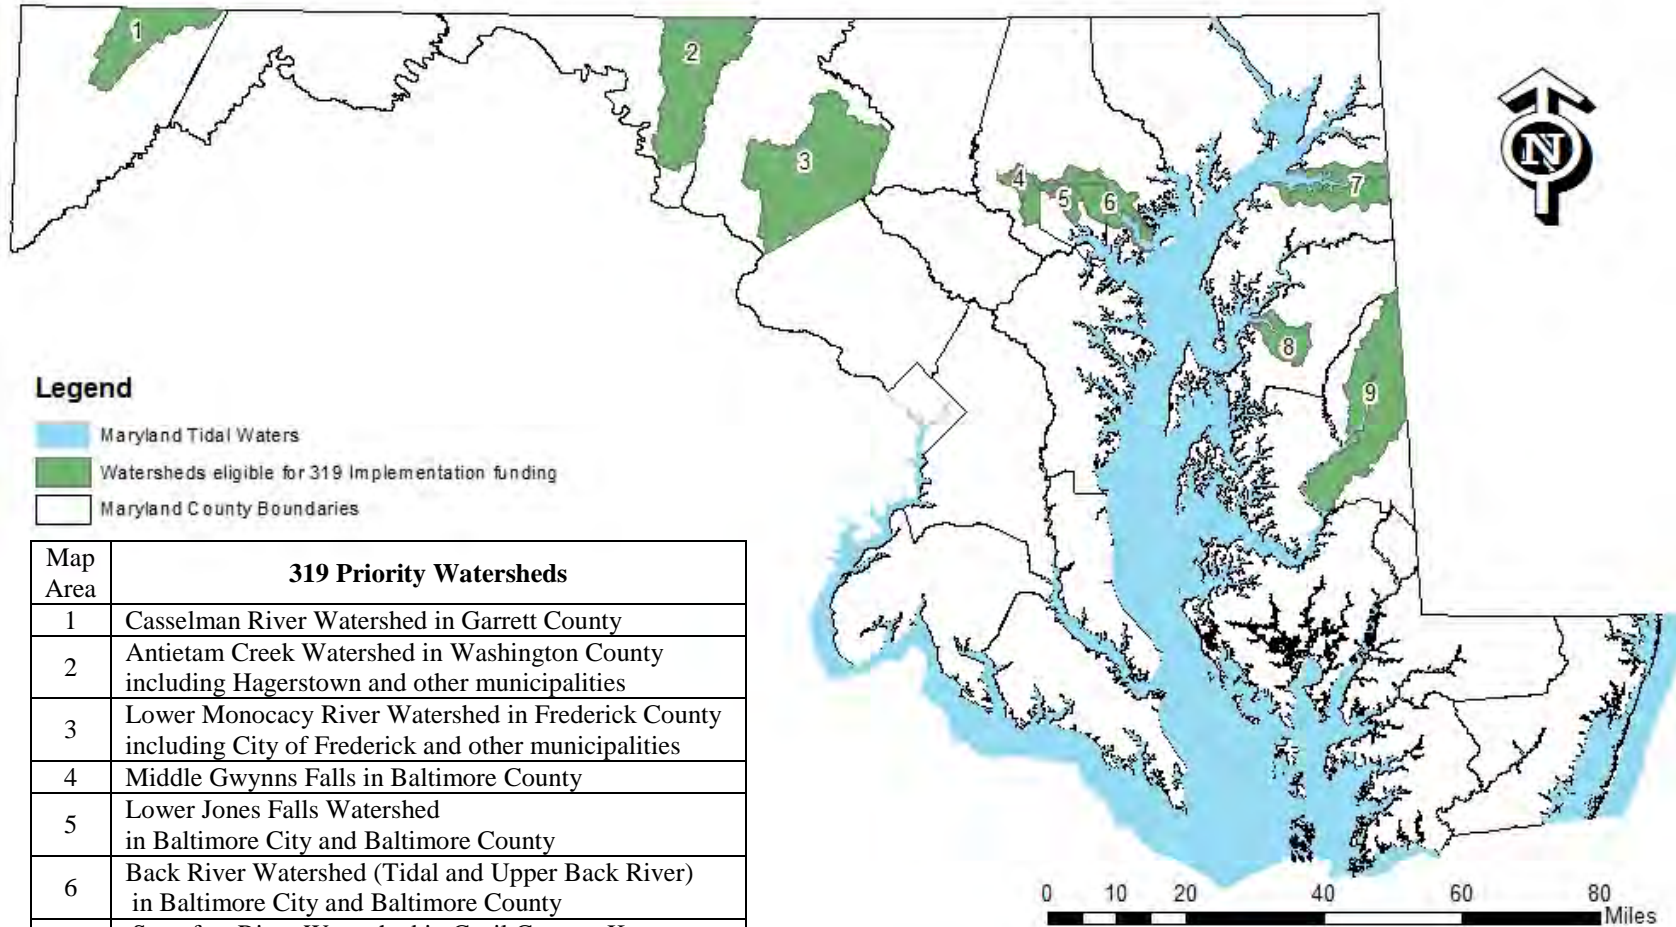 1
2
3
4
5
6
7
8
9
N
Legend
Maryland Tidal Waters
Watersheds eligible for 319 Implementation funding
Maryland County Boundaries
Map Area
319 Priority Watersheds
1 Casselman River Watershed in Garrett County
2 Antietam Creek Watershed in Washington County
including Hagerstown and other municipalities
3 Lower Monocacy River Watershed in Frederick County
including City of Frederick and other municipalities
4 Middle Gwynns Falls in Baltimore County
5 Lower Jones Falls Watershed
in Baltimore City and Baltimore County
6 Back River Watershed (Tidal and Upper Back River)
in Baltimore City and Baltimore County
0 10 20 40 60 80
Miles